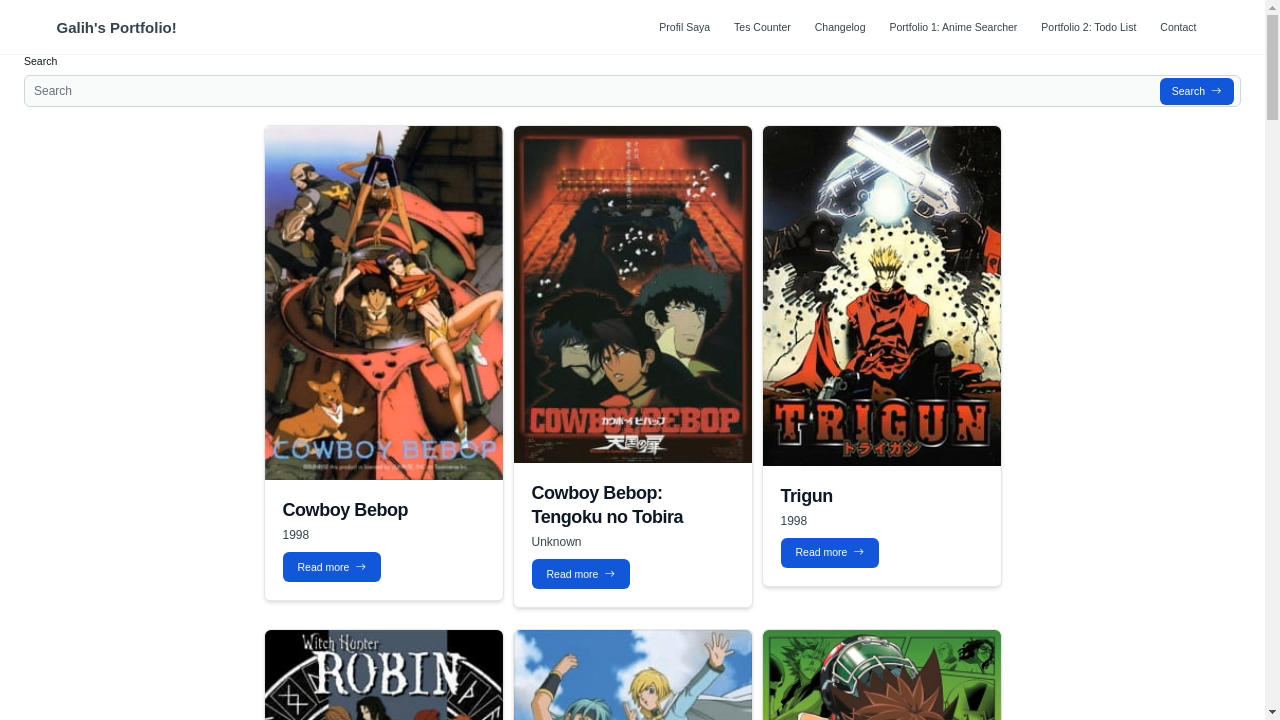 Galih's Portfolio!
Profil Saya
Tes Counter
Changelog
Portfolio 1: Anime Searcher
Portfolio 2: Todo List
Contact
Search
Search
Search
COWBOY BEBOP
Cowboy Bebop
1998
Read more
COWBOY BEBOP
カウボーイビバップ
天国の扉
Cowboy Bebop:
Tengoku no Tobira
Unknown
Read more
TRIGUN
トライガン
Trigun
1998
Read more
Witch Hunter
ROBIN